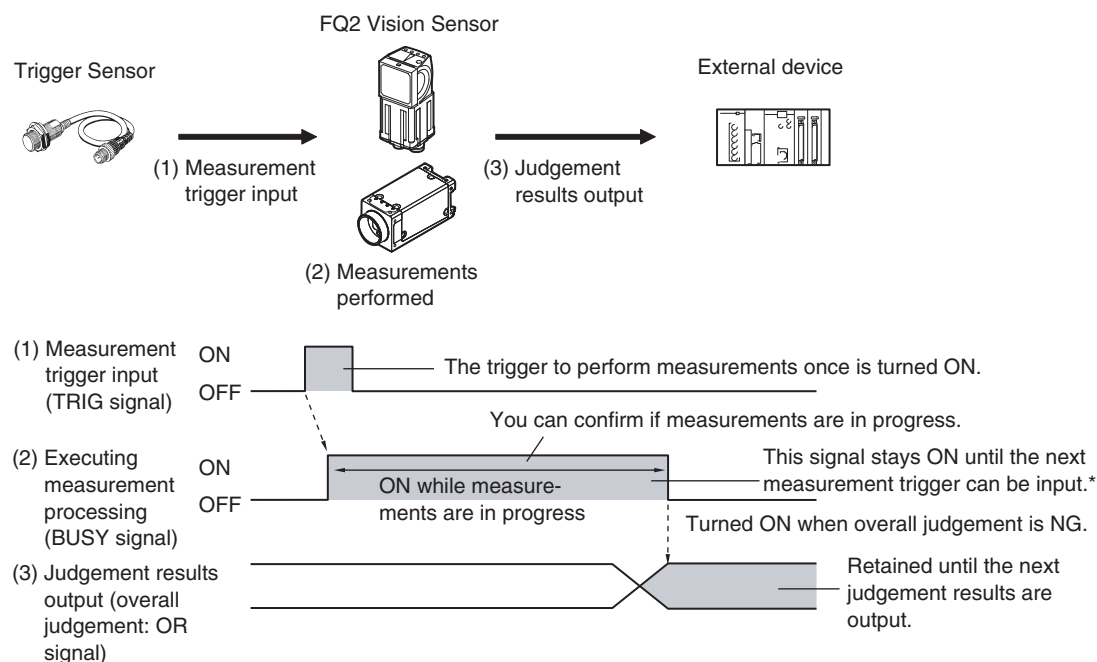 FQ2 Vision Sensor
Trigger Sensor
External device
(1) Measurement
trigger input
(3) Judgement
results output
(2) Measurements
performed
(1) Measurement
trigger input
(TRIG signal)
ON
OFF
The trigger to perform measurements once is turned ON.
You can confirm if measurements are in progress.
(2) Executing
measurement
processing
(BUSY signal)
ON
OFF
ON while measure-
ments are in progress
This signal stays ON until the next
measurement trigger can be input.*
Turned ON when overall judgement is NG.
(3) Judgement results
output (overall
judgement: OR
signal)
Retained until the next
judgement results are
output.